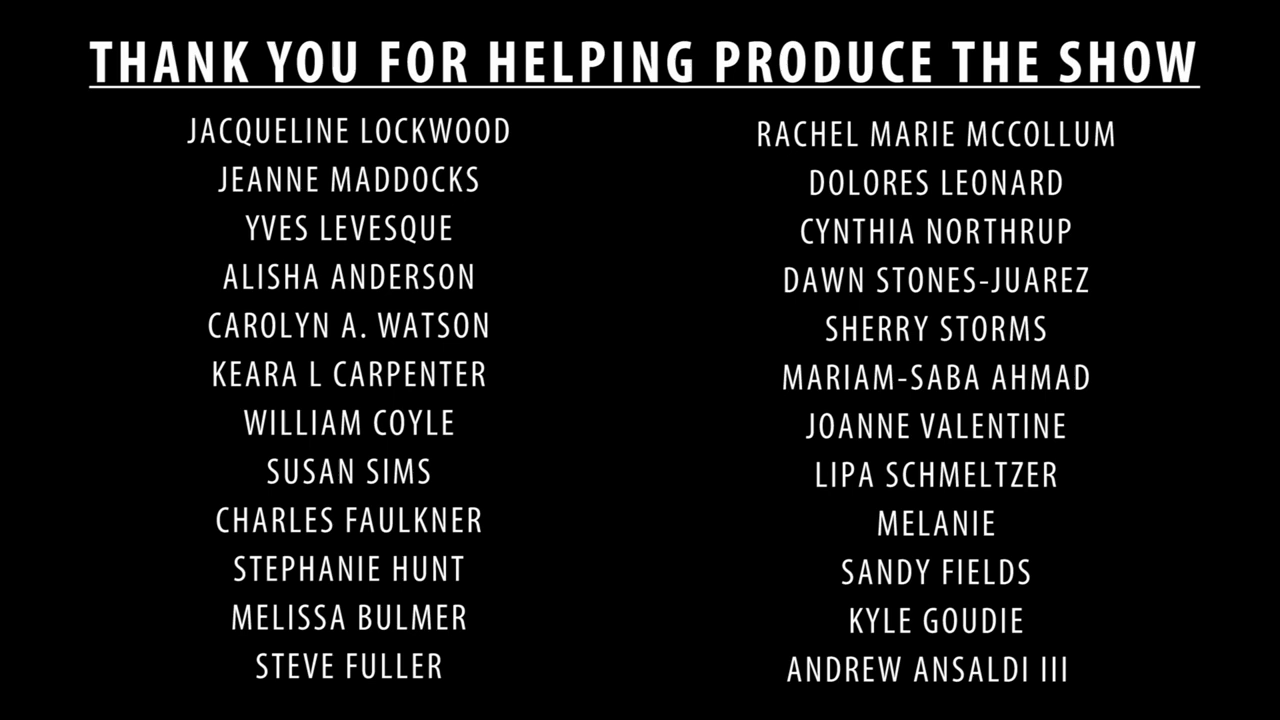 THANK YOU FOR HELPING PRODUCE THE SHOW
JACQUELINE LOCKWOOD
JEANNE MADDOCKS
YVES LEVESQUE
ALISHA ANDERSON
CAROLYN A. WATSON
KEARA L CARPENTER
WILLIAM COYLE
SUSAN SIMS
CHARLES FAULKNER
STEPHANIE HUNT
MELISSA BULMER
STEVE FULLER
RACHEL MARIE MCCOLLUM
DOLORES LEONARD
CYNTHIA NORTHRUP
DAWN STONES-JUAREZ
SHERRY STORMS
MARIAM-SABA AHMAD
JOANNE VALENTINE
LIPA SCHMELTZER
MELANIE
SANDY FIELDS
KYLE GOUDIE
ANDREW ANSALDI III